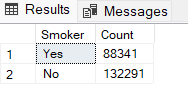 Results Messages
Smoker Count
1 Yes 88341
2 No 132291